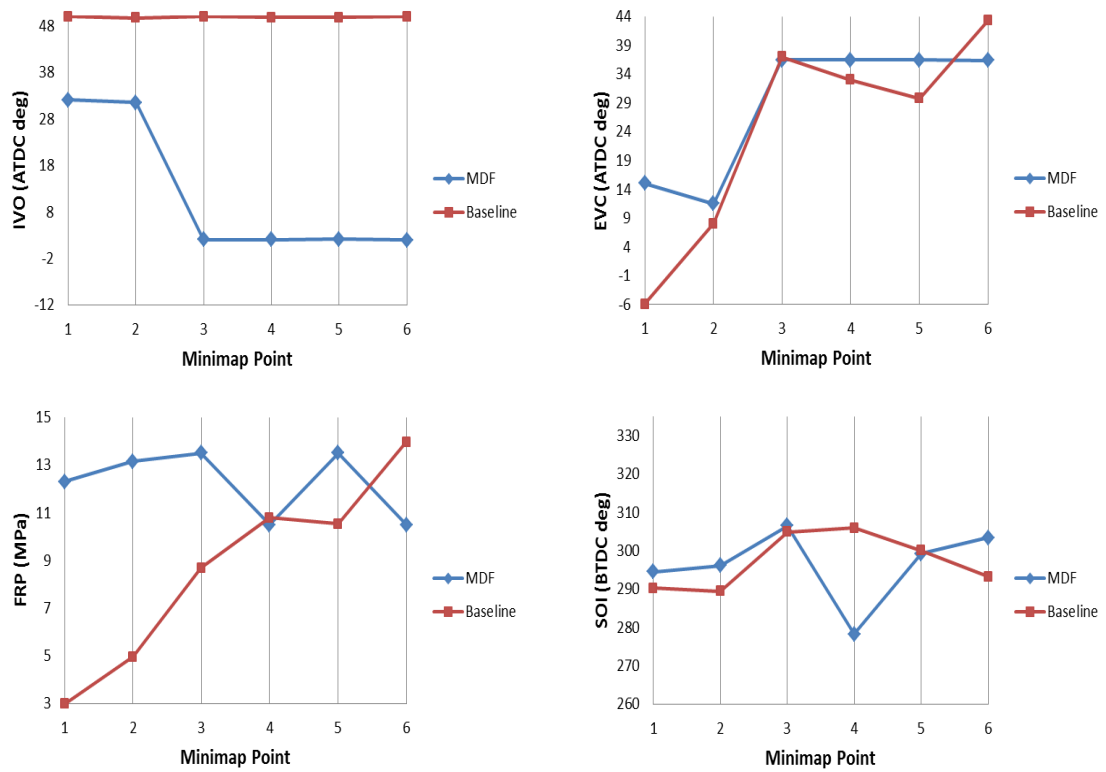 IVO (ATDC deg)
48
38
28
18
8
-2
-12
1 2 3 4 5 6
Minimap Point
MDF
Baseline
EVC (ATDC deg)
44
39
34
29
24
19
14
9
4
-1
-6
1 2 3 4 5 6
Minimap Point
MDF
Baseline
FRP (MPa)
15
13
11
9
7
5
3
1 2 3 4 5 6
Minimap Point
MDF
Baseline
SOI (BTDC deg)
330
320
310
300
290
280
270
260
1 2 3 4 5 6
Minimap Point
MDF
Baseline